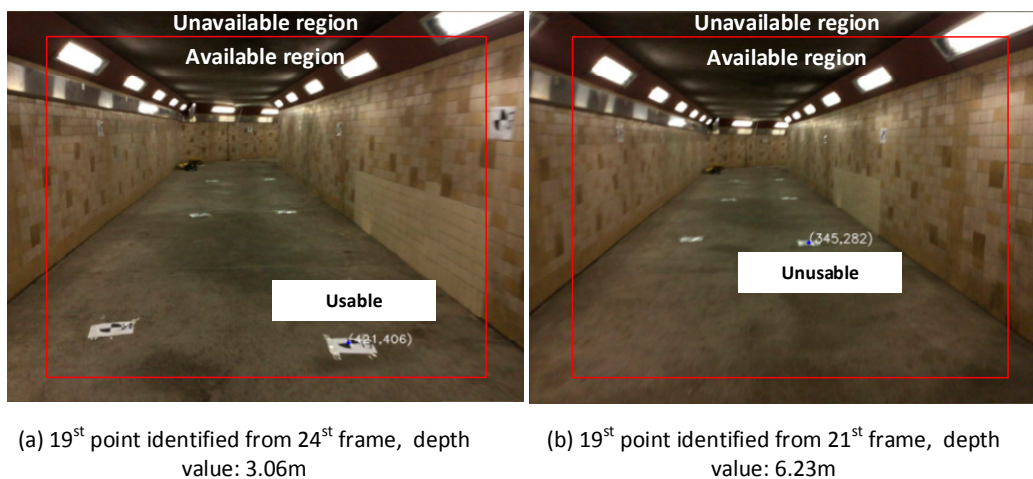 Unavailable region
Available region
Usable
(421,406)
Unavailable region
Available region
(345,282)
Unusable
(a) 19st point identified from 24st frame, depth
value: 3.06m
(b) 19st point identified from 21st frame, depth
value: 6.23m